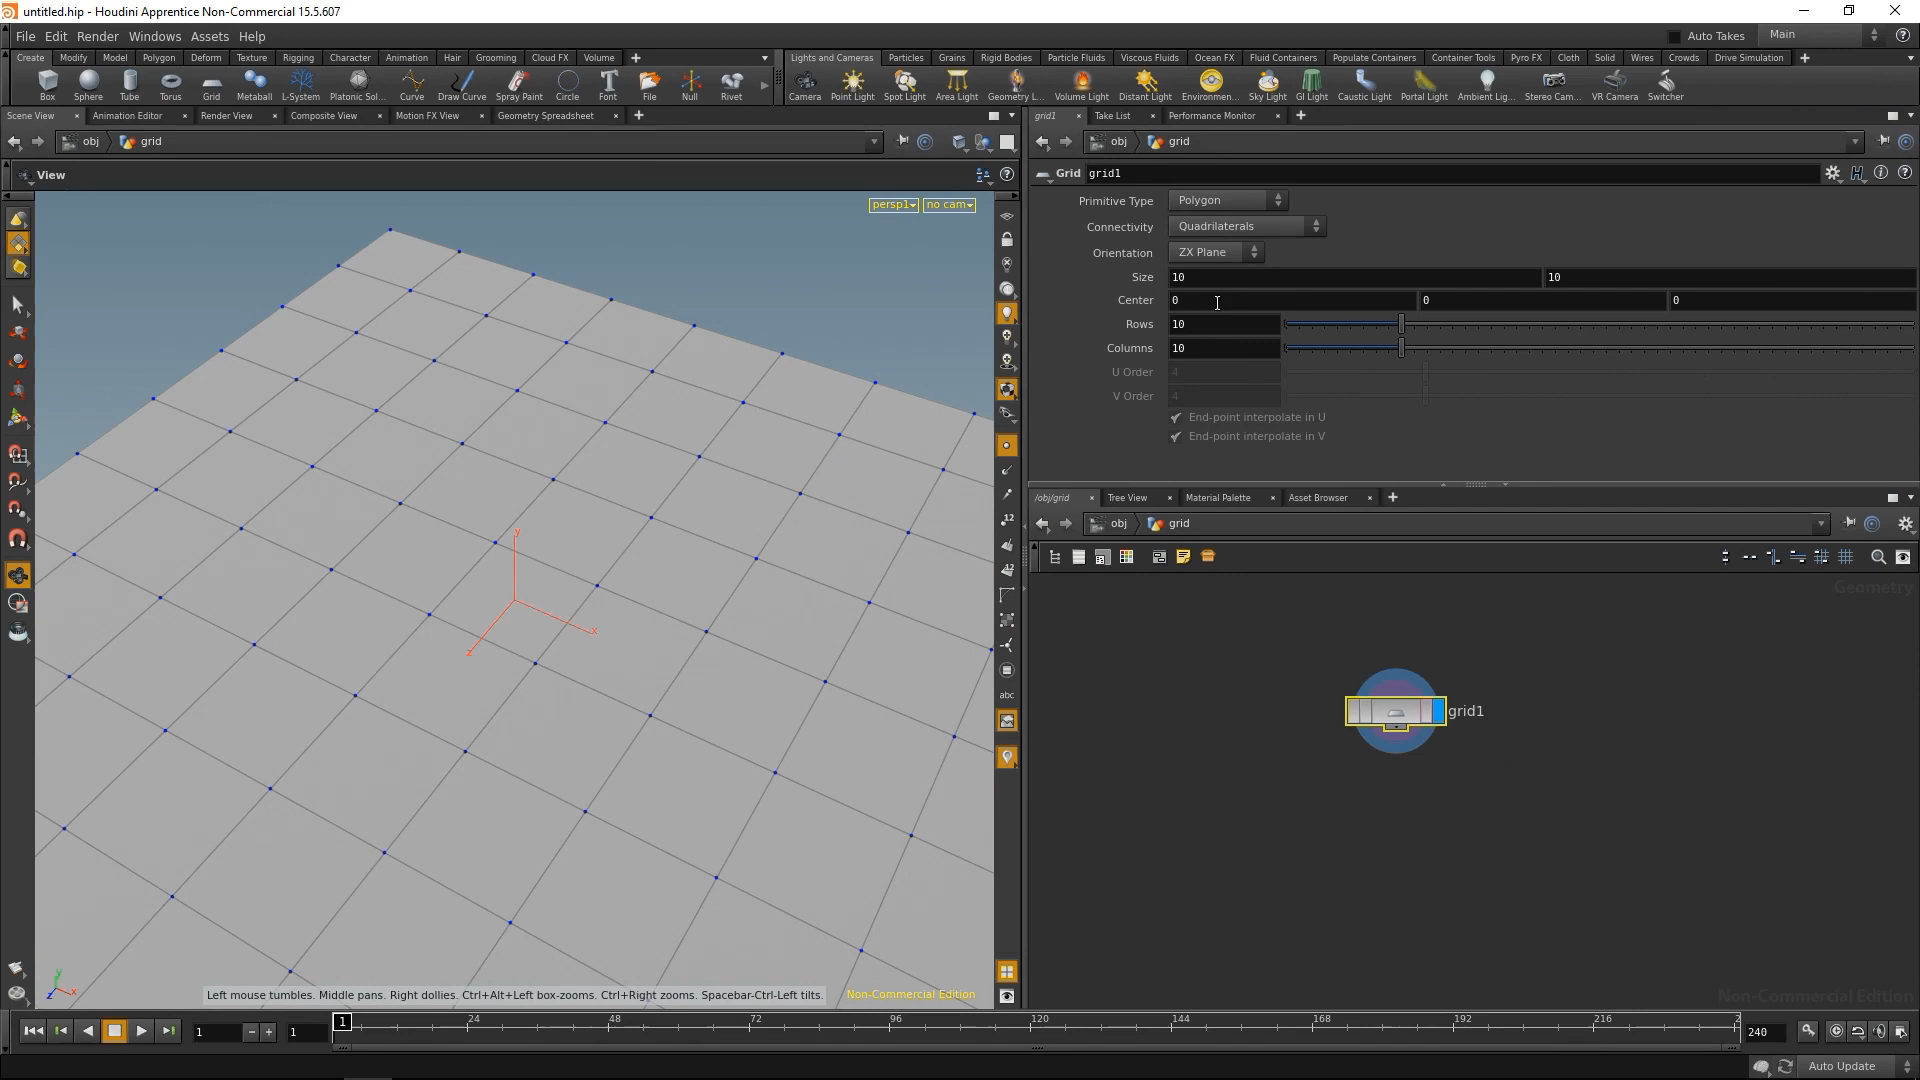 untitled.hip - Houdini Apprentice Non-Commercial 15.5.607
File Edit Render Windows Assets Help
Auto Takes Main
Create Modify Model Polygon Deform Texture Rigging Character Animation Hair Grooming Cloud FX Volume
Lights and Cameras Particles Grains Rigid Bodies Particle Fluids Viscous Fluids Ocean FX Fluid Containers Populate Containers Container Tools Pyro FX Cloth Solid Wires Crowds Drive Simulation
Box Sphere Tube Torus Grid Metaball L-System Platonic Sol... Curve Draw Curve Spray Paint Circle Font File Null Rivet
Camera Point Light Spot Light Area Light Geometry L... Volume Light Distant Light Environmen... Sky Light GI Light Caustic Light Portal Light Ambient Lig... Stereo Cam... VR Camera Switcher
Scene View Animation Editor Render View Composite View Motion FX View Geometry Spreadsheet
grid1 Take List Performance Monitor
obj grid
obj grid
View
Grid grid1
persp1 no cam
Primitive Type Polygon
Connectivity Quadrilaterals
Orientation ZX Plane
Size 10 10
Center 0 0 0
Rows 10
Columns 10
U Order 4
V Order 4
End-point interpolate in U
End-point interpolate in V
/obj/grid Tree View Material Palette Asset Browser
obj grid
12
12
abc
y
x
z
Geometry
grid1
y
z x
Left mouse tumbles. Middle pans. Right dollies. Ctrl+Alt+Left box-zooms. Ctrl+Right zooms. Spacebar-Ctrl-Left tilts.
Non-Commercial Edition
Non-Commercial Edition
1 1 1 24 48 72 96 120 144 168 192 216 2 240
Auto Update